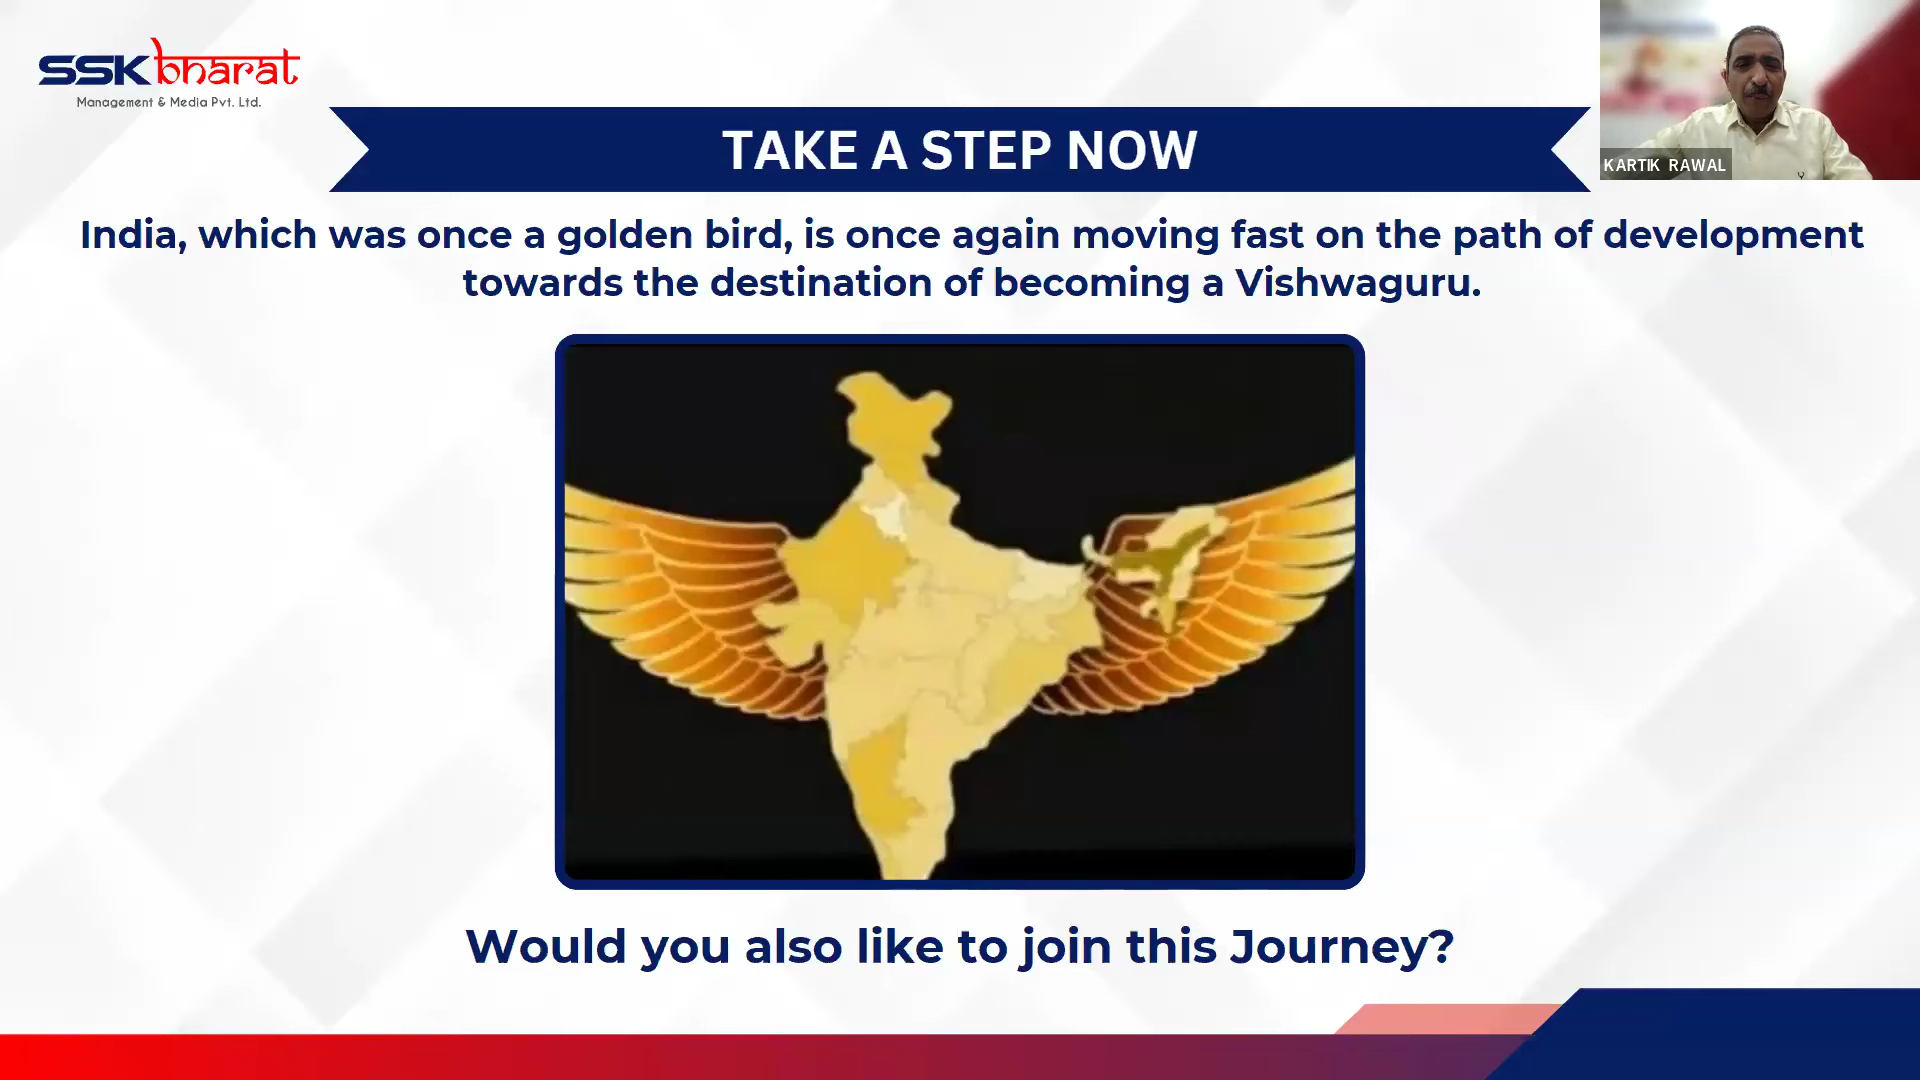 SSK bharat
Management & Media Pvt. Ltd.
TAKE A STEP NOW
KARTIK RAWAL
India, which was once a golden bird, is once again moving fast on the path of development
towards the destination of becoming a Vishwaguru.
Would you also like to join this Journey?